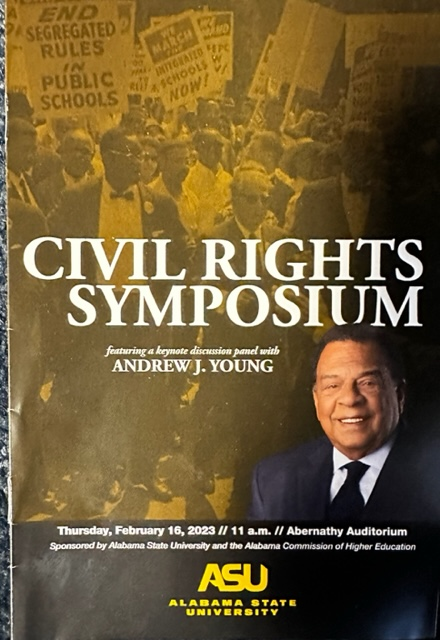 END
SEGREGATED
RULES
IN
PUBLIC
SCHOOLS
WE
MARCH
INTEGRATED
SCHOOLS
NOW!
CIVIL RIGHTS
SYMPOSIUM
featuring a keynote discussion panel with
ANDREW J. YOUNG
Thursday, February 16, 2023 // 11 a.m. // Abernathy Auditorium
Sponsored by Alabama State University and the Alabama Commission of Higher Education
ASU
ALABAMA STATE
UNIVERSITY